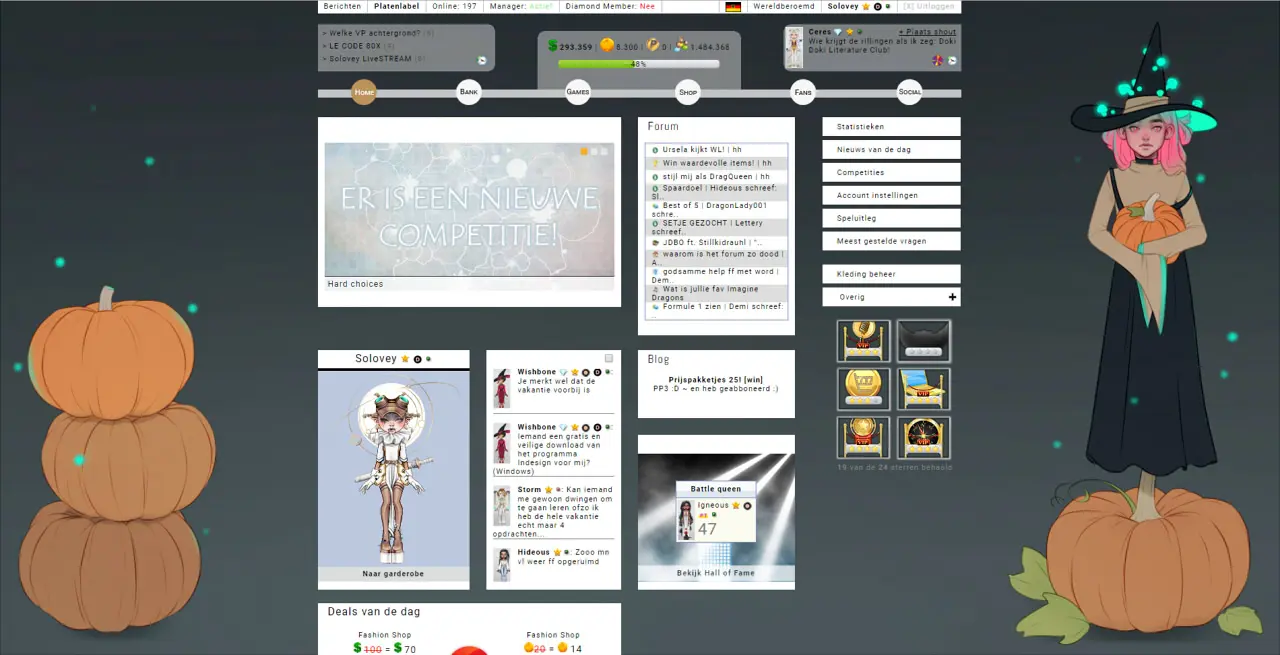 Berichten Platenlabel Online: 197 Manager: Actief! Diamond Member: Nee Wereldberoemd Solovey [X] Uitloggen
> Welke VP achtergrond? (9)
> LE CODE 80X (9)
> Solovey LiveSTREAM (9)
293.359 | 8.300 | 0 | 1.484.368
48%
Ceres + Plaats shout
Wie krijgt de rillingen als ik zeg: Doki
Doki Literature Club!
Home Bank Games Shop Fans Social
ER IS EEN NIEUWE
COMPETITIE!
Hard choices
Forum
Ursela kijkt WL! | hh
Win waardevolle items! | hh
stijl mij als DragQueen | hh
Spaardoel | Hideous schreef:
Sl..
Best of 5 | DragonLady001
schre..
SETJE GEZOCHT | Lettery
schreef..
JDBO ft. Stillkidrauhl | "..
waarom is het forum zo dood |
A..
godsamme help ff met word |
Dem..
Wat is jullie fav Imagine
Dragons
Formule 1 zien | Demi schreef:
..
Statistieken
Nieuws van de dag
Competities
Account instellingen
Speluitleg
Meest gestelde vragen
Kleding beheer
Overig +
VIP
VIP
VIP
VIP
19 van de 24 sterren behaald
Solovey
Naar garderobe
Wishbone :
Je merkt wel dat de
vakantie voorbij is
Wishbone :
Iemand een gratis en
veilige download van
het programma
Indesign voor mij?
(Windows)
Storm : Kan iemand
me gewoon dwingen om
te gaan leren ofzo ik
heb de hele vakantie
echt maar 4
opdrachten...
Hideous : Zooo mn
vl weer ff opgeruimd
Blog
Prijspakketjes 25! [win]
PP3 :D ~ en heb geabboneerd :)
Battle queen
Igneous
#1
47
Bekijk Hall of Fame
Deals van de dag
Fashion Shop
$ 100 = $ 70
Fashion Shop
20 = 14